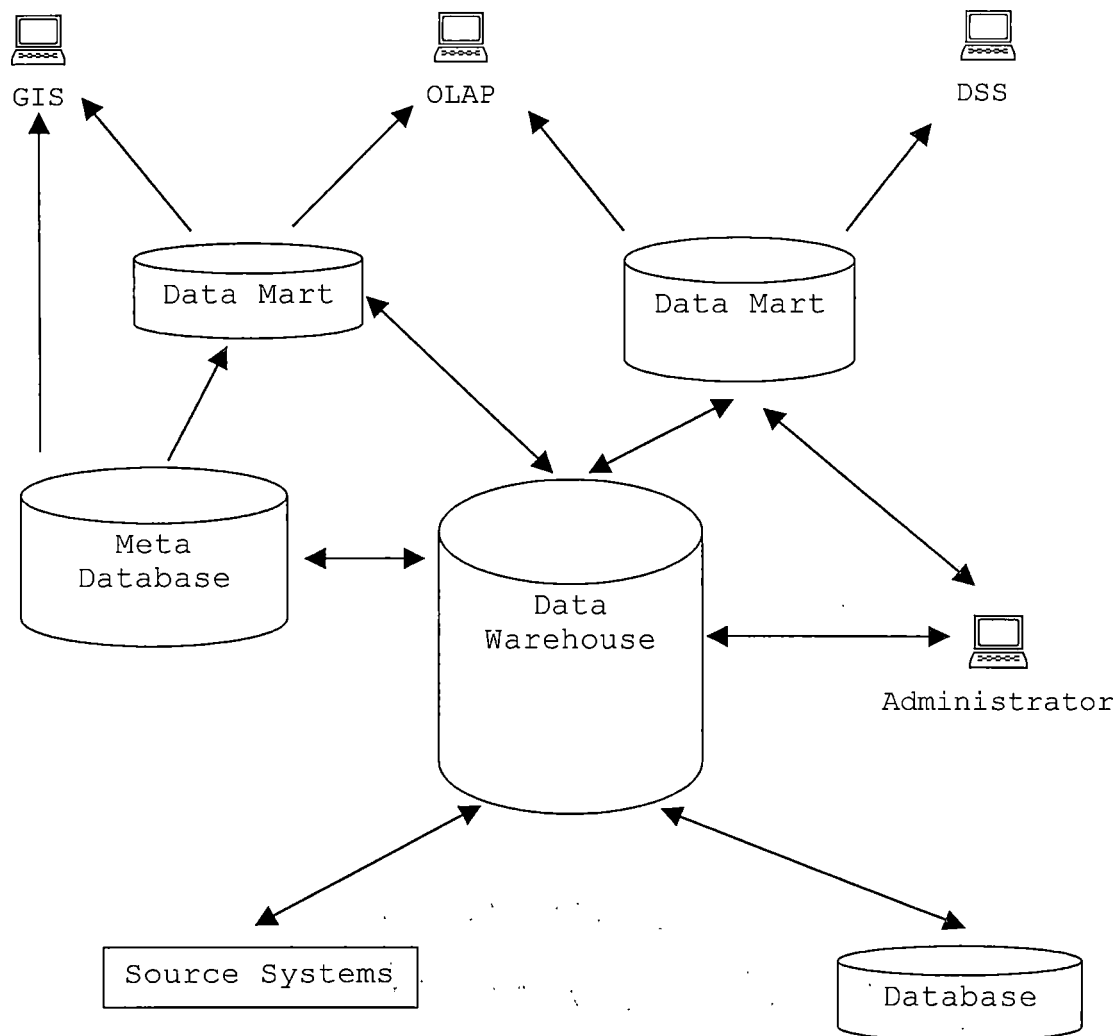 GIS
OLAP
DSS
Data Mart
Data Mart
Meta
Database
Data
Warehouse
Administrator
Source Systems
Database